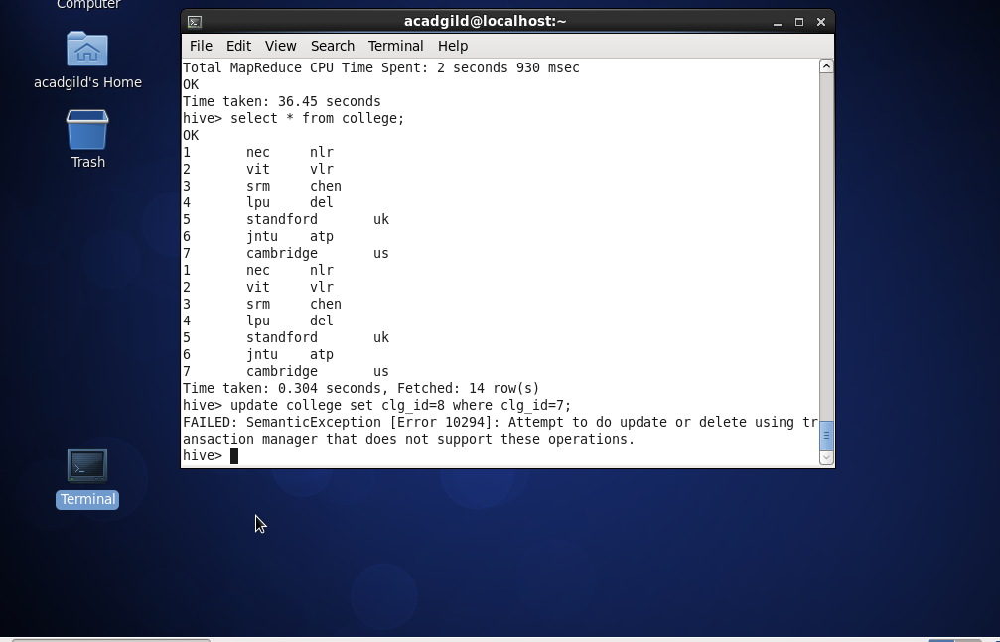 Computer
acadgild's Home
Trash
Terminal
acadgild@localhost:~
File Edit View Search Terminal Help
Total MapReduce CPU Time Spent: 2 seconds 930 msec
OK
Time taken: 36.45 seconds
hive> select * from college;
OK
1 nec nlr
2 vit vlr
3 srm chen
4 lpu del
5 standford uk
6 jntu atp
7 cambridge us
1 nec nlr
2 vit vlr
3 srm chen
4 lpu del
5 standford uk
6 jntu atp
7 cambridge us
Time taken: 0.304 seconds, Fetched: 14 row(s)
hive> update college set clg_id=8 where clg_id=7;
FAILED: SemanticException [Error 10294]: Attempt to do update or delete using tr
ansaction manager that does not support these operations.
hive>